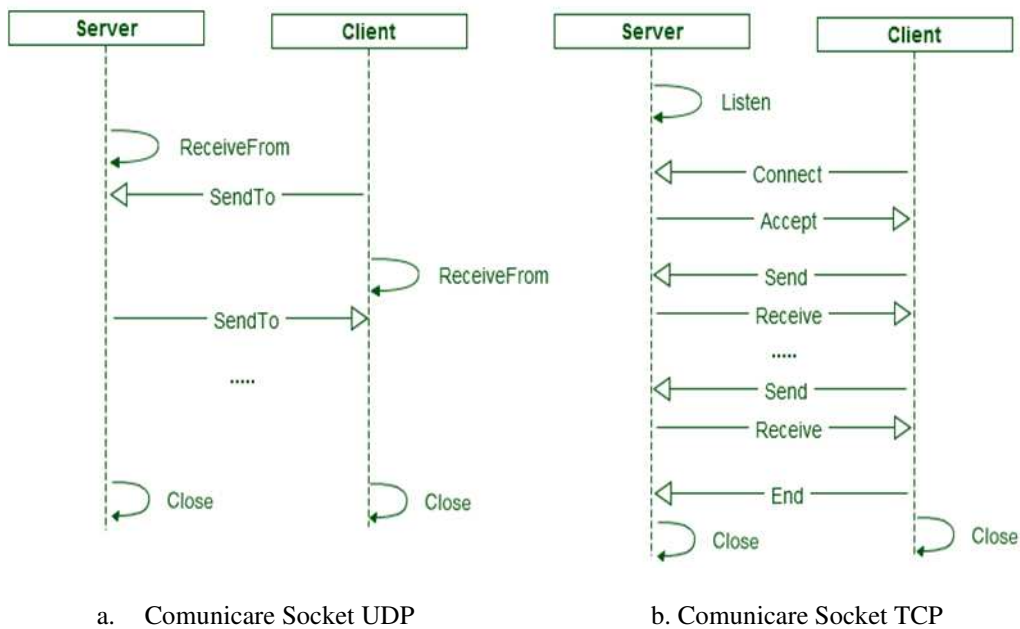 Server
Client
ReceiveFrom
SendTo
ReceiveFrom
SendTo
.....
Close
Close
a. Comunicare Socket UDP
Server
Client
Listen
Connect
Accept
Send
Receive
.....
Send
Receive
End
Close
Close
b. Comunicare Socket TCP